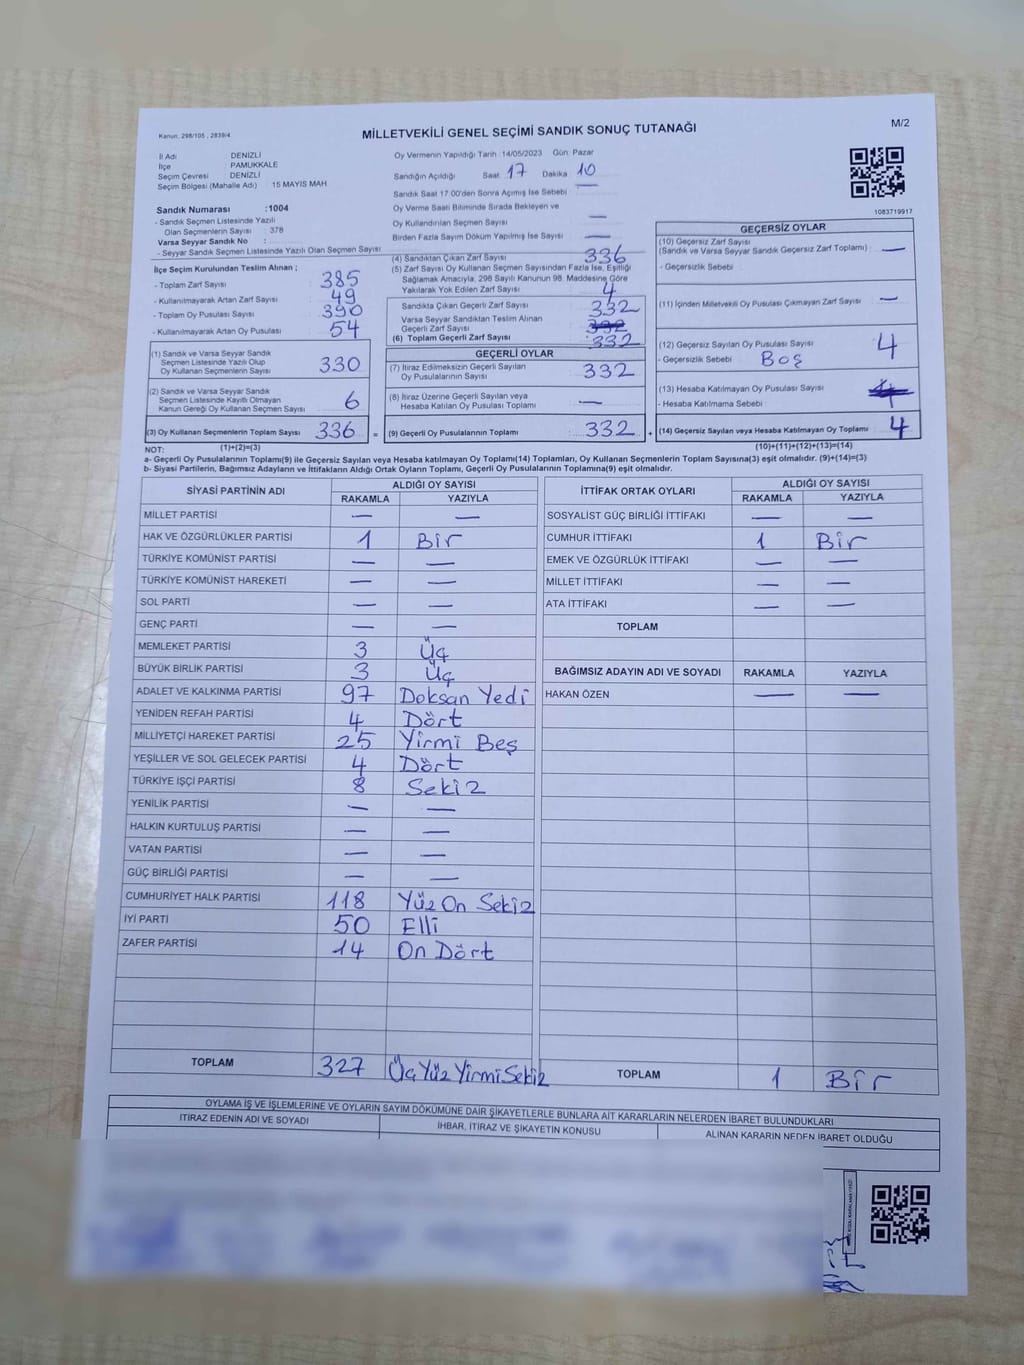 Kanun, 298/105 , 2839/4
MİLLETVEKİLİ GENEL SEÇİMİ SANDIK SONUÇ TUTANAĞI
M/2
İl Adı DENİZLİ
İlçe PAMUKKALE
Seçim Çevresi DENİZLİ
Seçim Bölgesi (Mahalle Adı) 15 MAYIS MAH
Oy Vermenin Yapıldığı Tarih :14/05/2023 Gün: Pazar
Sandığın Açıldığı Saat: 17 Dakika 10
Sandık Saat 17:00'den Sonra Açımış İse Sebebi: —
Oy Verme Saati Bitiminde Sırada Bekleyen ve
Oy Kullandırılan Seçmen Sayısı —
Birden Fazla Sayım Döküm Yapılmış İse Sayısı —
1083719917
Sandık Numarası :1004
- Sandık Seçmen Listesinde Yazılı
Olan Seçmenlerin Sayısı : 378
Varsa Seyyar Sandık No :
- Seyyar Sandık Seçmen Listesinde Yazılı Olan Seçmen Sayısı
İlçe Seçim Kurulundan Teslim Alınan ;
- Toplam Zarf Sayısı 385
- Kullanılmayarak Artan Zarf Sayısı 49
- Toplam Oy Pusulası Sayısı 390
- Kullanılmayarak Artan Oy Pusulası 54
(1) Sandık ve Varsa Seyyar Sandık
Seçmen Listesinde Yazılı Olup
Oy Kullanan Seçmenlerin Sayısı 330
(2) Sandık ve Varsa Seyyar Sandık
Seçmen Listesinde Kayıtlı Olmayan
Kanun Gereği Oy Kullanan Seçmen Sayısı 6
(3) Oy Kullanan Seçmenlerin Toplam Sayısı 336 =
(4) Sandıktan Çıkan Zarf Sayısı 336
(5) Zarf Sayısı Oy Kullanan Seçmen Sayısından Fazla İse, Eşitliği
Sağlamak Amacıyla, 298 Sayılı Kanunun 98. Maddesine Göre
Yakılarak Yok Edilen Zarf Sayısı 4
Sandıkta Çıkan Geçerli Zarf Sayısı 332
Varsa Seyyar Sandıktan Teslim Alınan
Geçerli Zarf Sayısı 332
(6) Toplam Geçerli Zarf Sayısı 332
GEÇERLİ OYLAR
(7) İtiraz Edilmeksizin Geçerli Sayılan
Oy Pusulalarının Sayısı 332
(8) İtiraz Üzerine Geçerli Sayılan veya
Hesaba Katılan Oy Pusulası Toplamı —
(9) Geçerli Oy Pusulalarının Toplamı 332 +
GEÇERSİZ OYLAR
(10) Geçersiz Zarf Sayısı
(Sandık ve Varsa Seyyar Sandık Geçersiz Zarf Toplamı) —
- Geçersizlik Sebebi
(11) İçinden Milletvekili Oy Pusulası Çıkmayan Zarf Sayısı —
(12) Geçersiz Sayılan Oy Pusulası Sayısı 4
- Geçersizlik Sebebi Boş
(13) Hesaba Katılmayan Oy Pusulası Sayısı
- Hesaba Katılmama Sebebi
(14) Geçersiz Sayılan veya Hesaba Katılmayan Oy Toplamı 4
NOT: (1)+(2)=(3) (10)+(11)+(12)+(13)=(14)
a- Geçerli Oy Pusulalarının Toplamı(9) ile Geçersiz Sayılan veya Hesaba katılmayan Oy Toplamı(14) Toplamları, Oy Kullanan Seçmenlerin Toplam Sayısına(3) eşit olmalıdır. (9)+(14)=(3)
b- Siyasi Partilerin, Bağımsız Adayların ve İttifakların Aldığı Ortak Oyların Toplamı, Geçerli Oy Pusulalarının Toplamına(9) eşit olmalıdır.
SİYASİ PARTİNİN ADI ALDIĞI OY SAYISI
RAKAMLA YAZIYLA
MİLLET PARTİSİ — —
HAK VE ÖZGÜRLÜKLER PARTİSİ 1 Bir
TÜRKİYE KOMÜNİST PARTİSİ — —
TÜRKİYE KOMÜNİST HAREKETİ — —
SOL PARTİ — —
GENÇ PARTİ — —
MEMLEKET PARTİSİ 3 Üç
BÜYÜK BİRLİK PARTİSİ 3 Üç
ADALET VE KALKINMA PARTİSİ 97 Doksan Yedi
YENİDEN REFAH PARTİSİ 4 Dört
MİLLİYETÇİ HAREKET PARTİSİ 25 Yirmi Beş
YEŞİLLER VE SOL GELECEK PARTİSİ 4 Dört
TÜRKİYE İŞÇİ PARTİSİ 8 Sekiz
YENİLİK PARTİSİ — —
HALKIN KURTULUŞ PARTİSİ — —
VATAN PARTİSİ — —
GÜÇ BİRLİĞİ PARTİSİ — —
CUMHURİYET HALK PARTİSİ 118 Yüz On Sekiz
İYİ PARTİ 50 Elli
ZAFER PARTİSİ 14 On Dört
TOPLAM 327 Üç Yüz Yirmi Sekiz
İTTİFAK ORTAK OYLARI ALDIĞI OY SAYISI
RAKAMLA YAZIYLA
SOSYALİST GÜÇ BİRLİĞİ İTTİFAKI — —
CUMHUR İTTİFAKI 1 Bir
EMEK VE ÖZGÜRLÜK İTTİFAKI — —
MİLLET İTTİFAKI — —
ATA İTTİFAKI — —
TOPLAM
BAĞIMSIZ ADAYIN ADI VE SOYADI RAKAMLA YAZIYLA
HAKAN ÖZEN — —
TOPLAM 1 Bir
OYLAMA İŞ VE İŞLEMLERİNE VE OYLARIN SAYIM DÖKÜMÜNE DAİR ŞİKAYETLERLE BUNLARA AİT KARARLARIN NELERDEN İBARET BULUNDUKLARI
İTİRAZ EDENİN ADI VE SOYADI İHBAR, İTİRAZ VE ŞİKAYETİN KONUSU ALINAN KARARIN NEDEN İBARET OLDUĞU